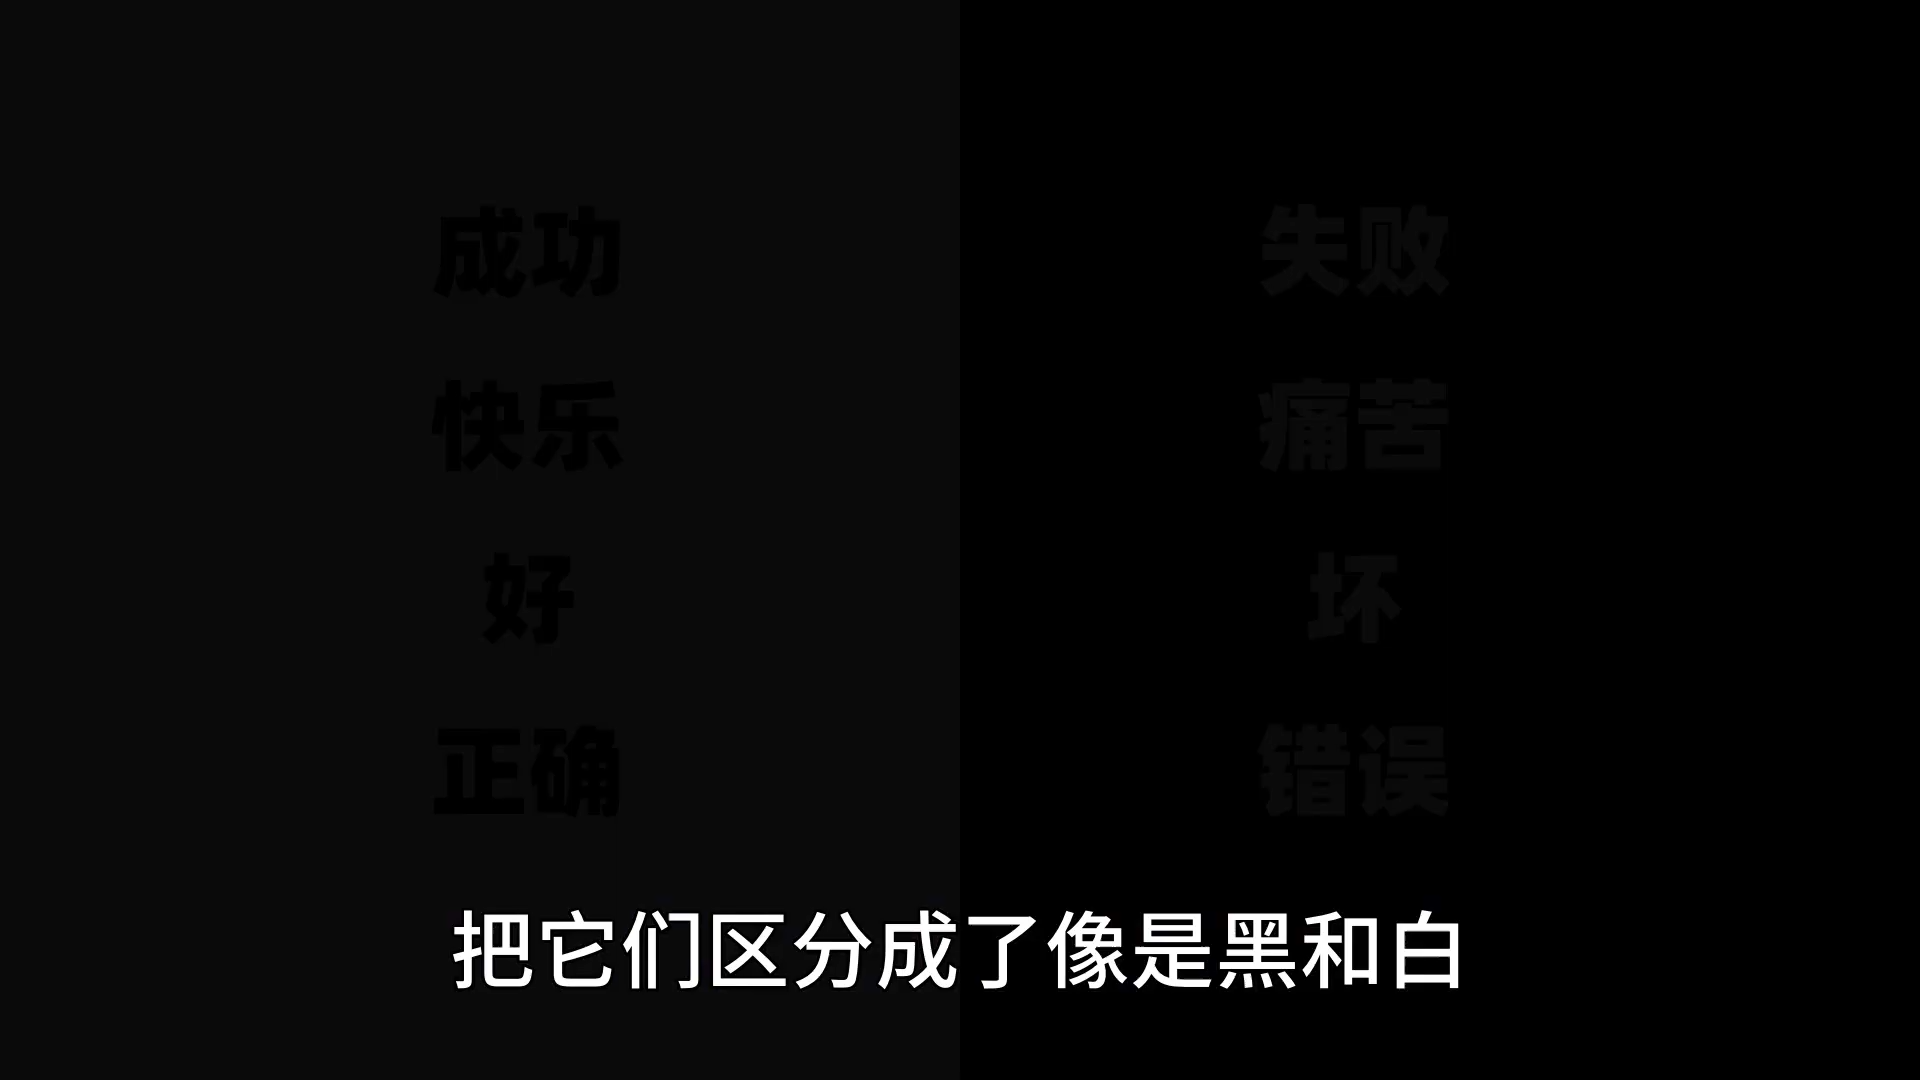 成功 失败
快乐 痛苦
好 坏
正确 错误
把它们区分成了像是黑和白